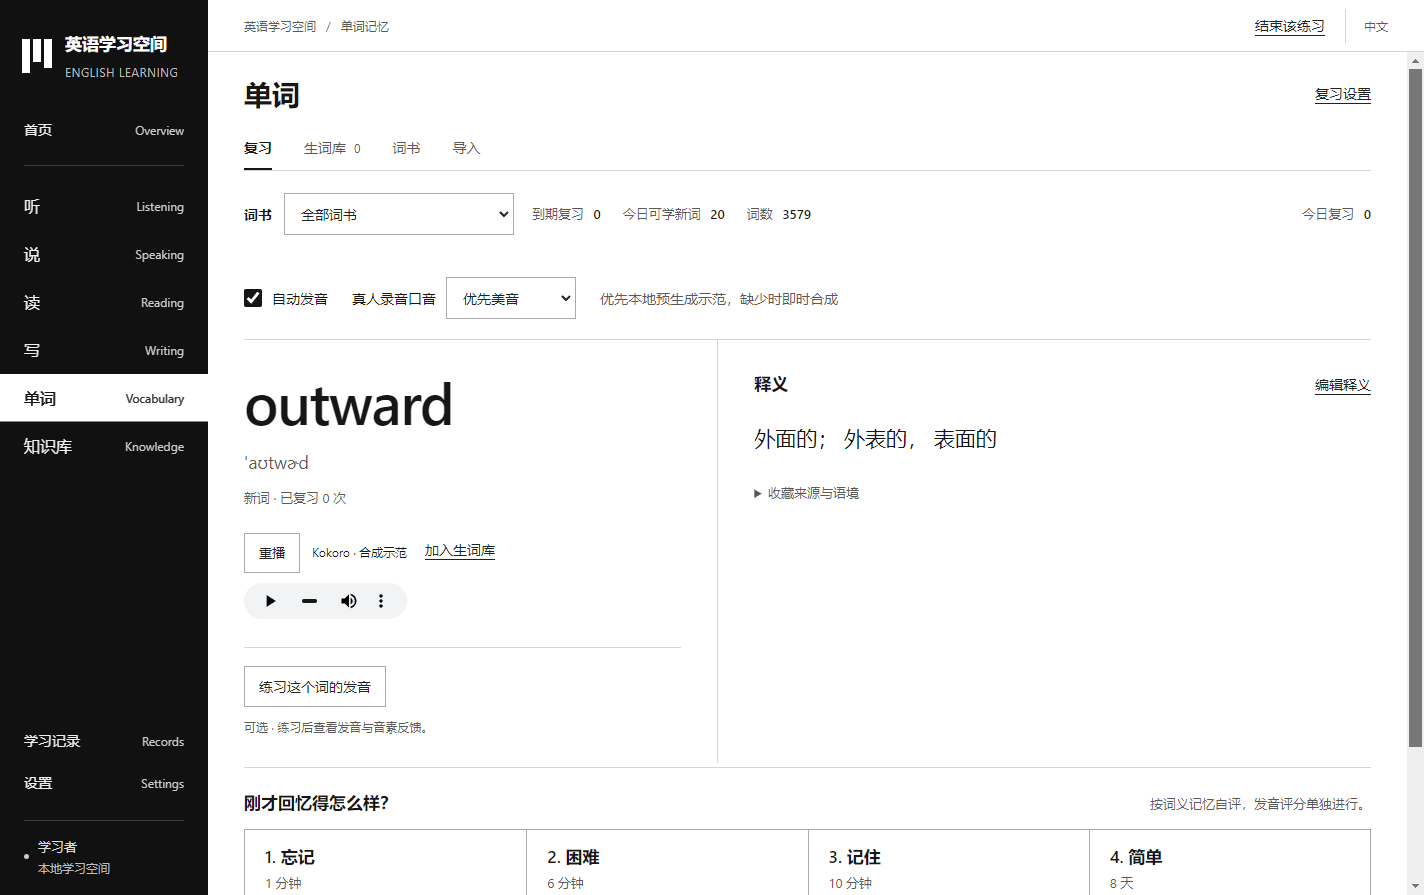 英语学习空间
ENGLISH LEARNING
首页 Overview
听 Listening
说 Speaking
读 Reading
写 Writing
单词 Vocabulary
知识库 Knowledge
学习记录 Records
设置 Settings
学习者
本地学习空间
英语学习空间 / 单词记忆
结束该练习
中文
单词
复习设置
复习 生词库 0 词书 导入
词书 全部词书 到期复习 0 今日可学新词 20 词数 3579 今日复习 0
自动发音 真人录音口音 优先美音 优先本地预生成示范，缺少时即时合成
outward
ˈaʊtwɚd
新词 · 已复习 0 次
重播 Kokoro · 合成示范 加入生词库
练习这个词的发音
可选 · 练习后查看发音与音素反馈。
释义
编辑释义
外面的； 外表的， 表面的
收藏来源与语境
刚才回忆得怎么样？
按词义记忆自评，发音评分单独进行。
1. 忘记
1 分钟
2. 困难
6 分钟
3. 记住
10 分钟
4. 简单
8 天